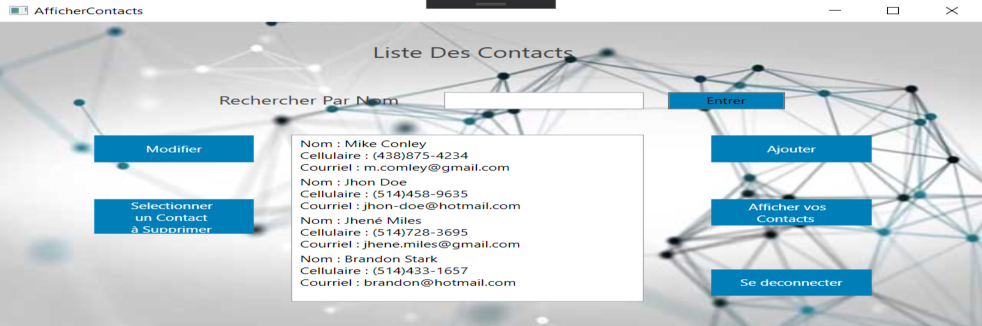 AfficherContacts
Liste Des Contacts
Rechercher Par Nom
Entrer
Modifier
Selectionner
un Contact
à Supprimer
Nom : Mike Conley
Cellulaire : (438)875-4234
Courriel : m.comley@gmail.com
Nom : Jhon Doe
Cellulaire : (514)458-9635
Courriel : jhon-doe@hotmail.com
Nom : Jhené Miles
Cellulaire : (514)728-3695
Courriel : jhene.miles@gmail.com
Nom : Brandon Stark
Cellulaire : (514)433-1657
Courriel : brandon@hotmail.com
Ajouter
Afficher vos
Contacts
Se deconnecter